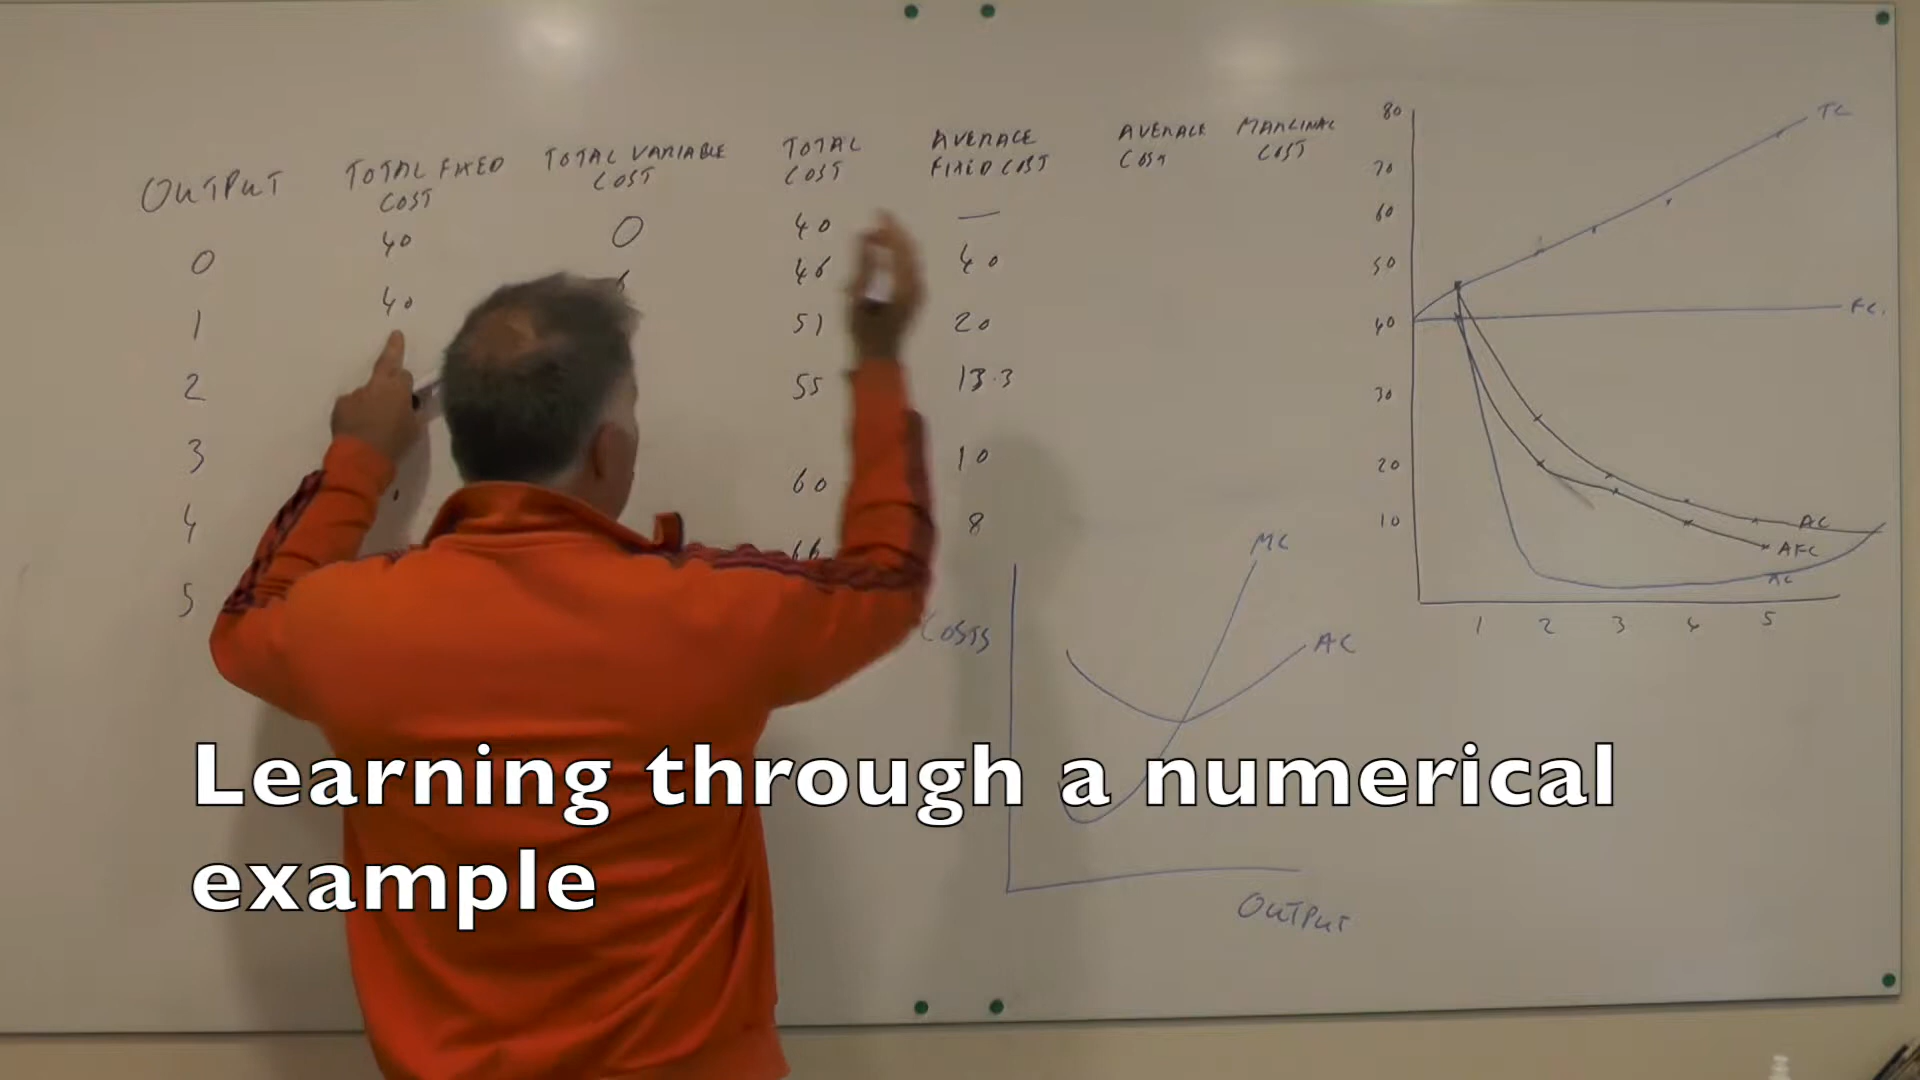 OUTPUT
0
1
2
3
4
5
TOTAL FIXED
COST
40
40
TOTAL VARIABLE
COST
0
TOTAL
COST
40
46
51
55
60
66
AVERAGE
FIXED COST
—
40
20
13.3
10
8
AVERAGE
COST
MARGINAL
COST
80
70
60
50
40
30
20
10
TC
FC.
AC
AFC
1
2
3
4
5
COSTS
MC
AC
OUTPUT
Learning through a numerical
example